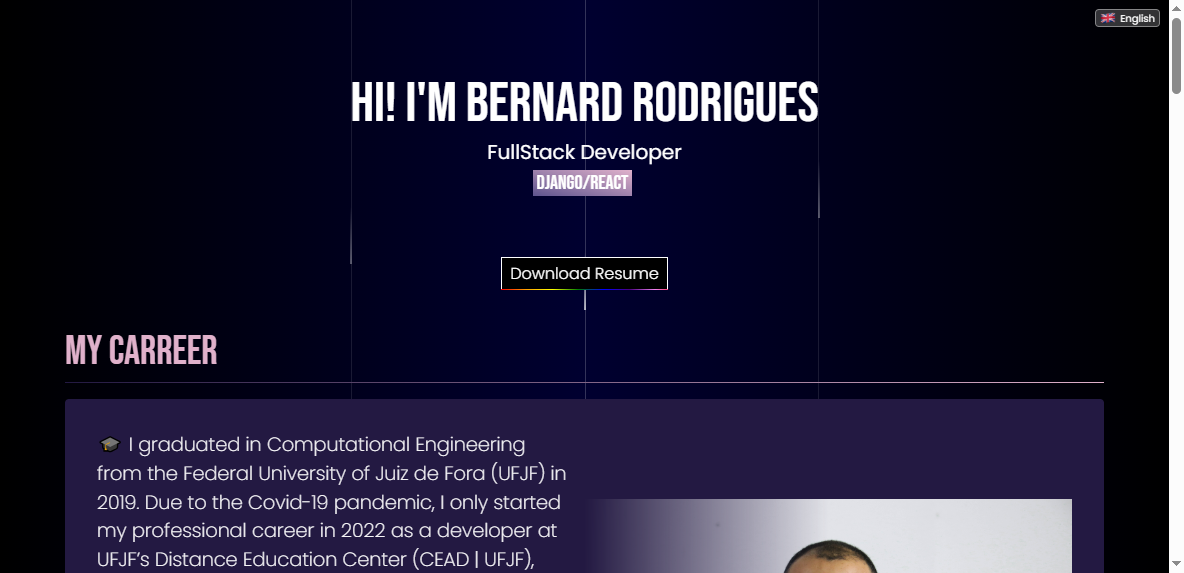 English
HI! I'M BERNARD RODRIGUES
FullStack Developer
DJANGO/REACT
Download Resume
MY CARREER
🎓 I graduated in Computational Engineering
from the Federal University of Juiz de Fora (UFJF) in
2019. Due to the Covid-19 pandemic, I only started
my professional career in 2022 as a developer at
UFJF’s Distance Education Center (CEAD | UFJF),